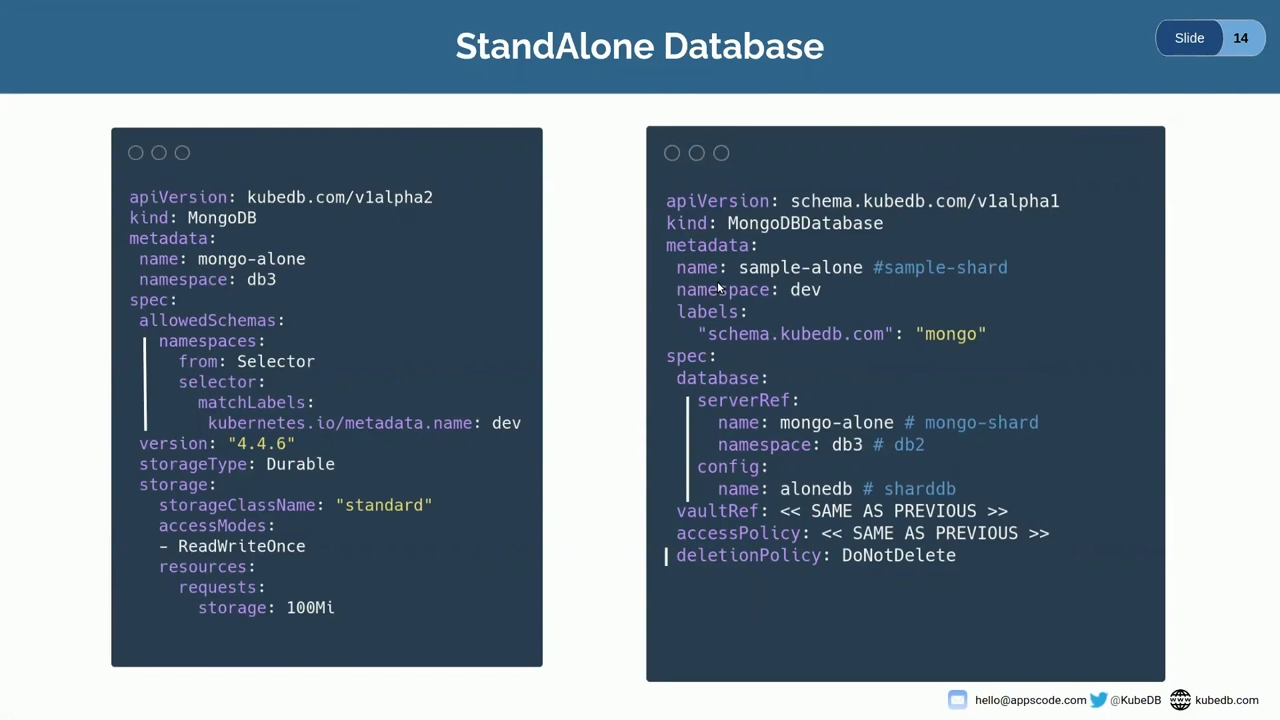 StandAlone Database
Slide 14
apiVersion: kubedb.com/v1alpha2
kind: MongoDB
metadata:
 name: mongo-alone
 namespace: db3
spec:
 allowedSchemas:
   namespaces:
     from: Selector
     selector:
       matchLabels:
        kubernetes.io/metadata.name: dev
 version: "4.4.6"
 storageType: Durable
 storage:
   storageClassName: "standard"
   accessModes:
   - ReadWriteOnce
   resources:
     requests:
       storage: 100Mi
apiVersion: schema.kubedb.com/v1alpha1
kind: MongoDBDatabase
metadata:
 name: sample-alone #sample-shard
 namespace: dev
 labels:
   "schema.kubedb.com": "mongo"
spec:
 database:
   serverRef:
     name: mongo-alone # mongo-shard
     namespace: db3 # db2
   config:
     name: alonedb # sharddb
 vaultRef: << SAME AS PREVIOUS >>
 accessPolicy: << SAME AS PREVIOUS >>
 deletionPolicy: DoNotDelete
hello@appscode.com @KubeDB kubedb.com